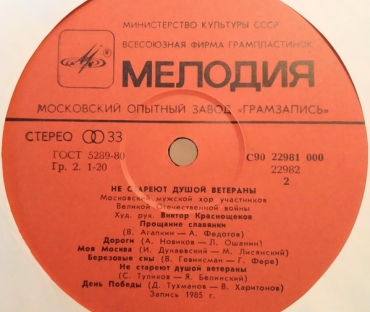 МИНИСТЕРСТВО КУЛЬТУРЫ СССР
ВСЕСОЮЗНАЯ ФИРМА ГРАМПЛАСТИНОК
МЕЛОДИЯ
МОСКОВСКИЙ ОПЫТНЫЙ ЗАВОД «ГРАМЗАПИСЬ»
СТЕРЕО 33
ГОСТ 5289-80
Гр. 2. 1-20
С90 22981 000
22982
2
НЕ СТАРЕЮТ ДУШОЙ ВЕТЕРАНЫ
Московский мужской хор участников
Великой Отечественной войны
Худ. рук. Виктор Краснощеков
Прощание славянки
(В. Агапкин — А. Федотов)
Дороги (А. Новиков — Л. Ошанин)
Моя Москва (И. Дунаевский — М. Лисянский)
Березовые сны (В. Гевиксман — Г. Фере)
Не стареют душой ветераны
(С. Туликов — Я. Белинский)
День Победы (Д. Тухманов — В. Харитонов)
Запись 1985 г.